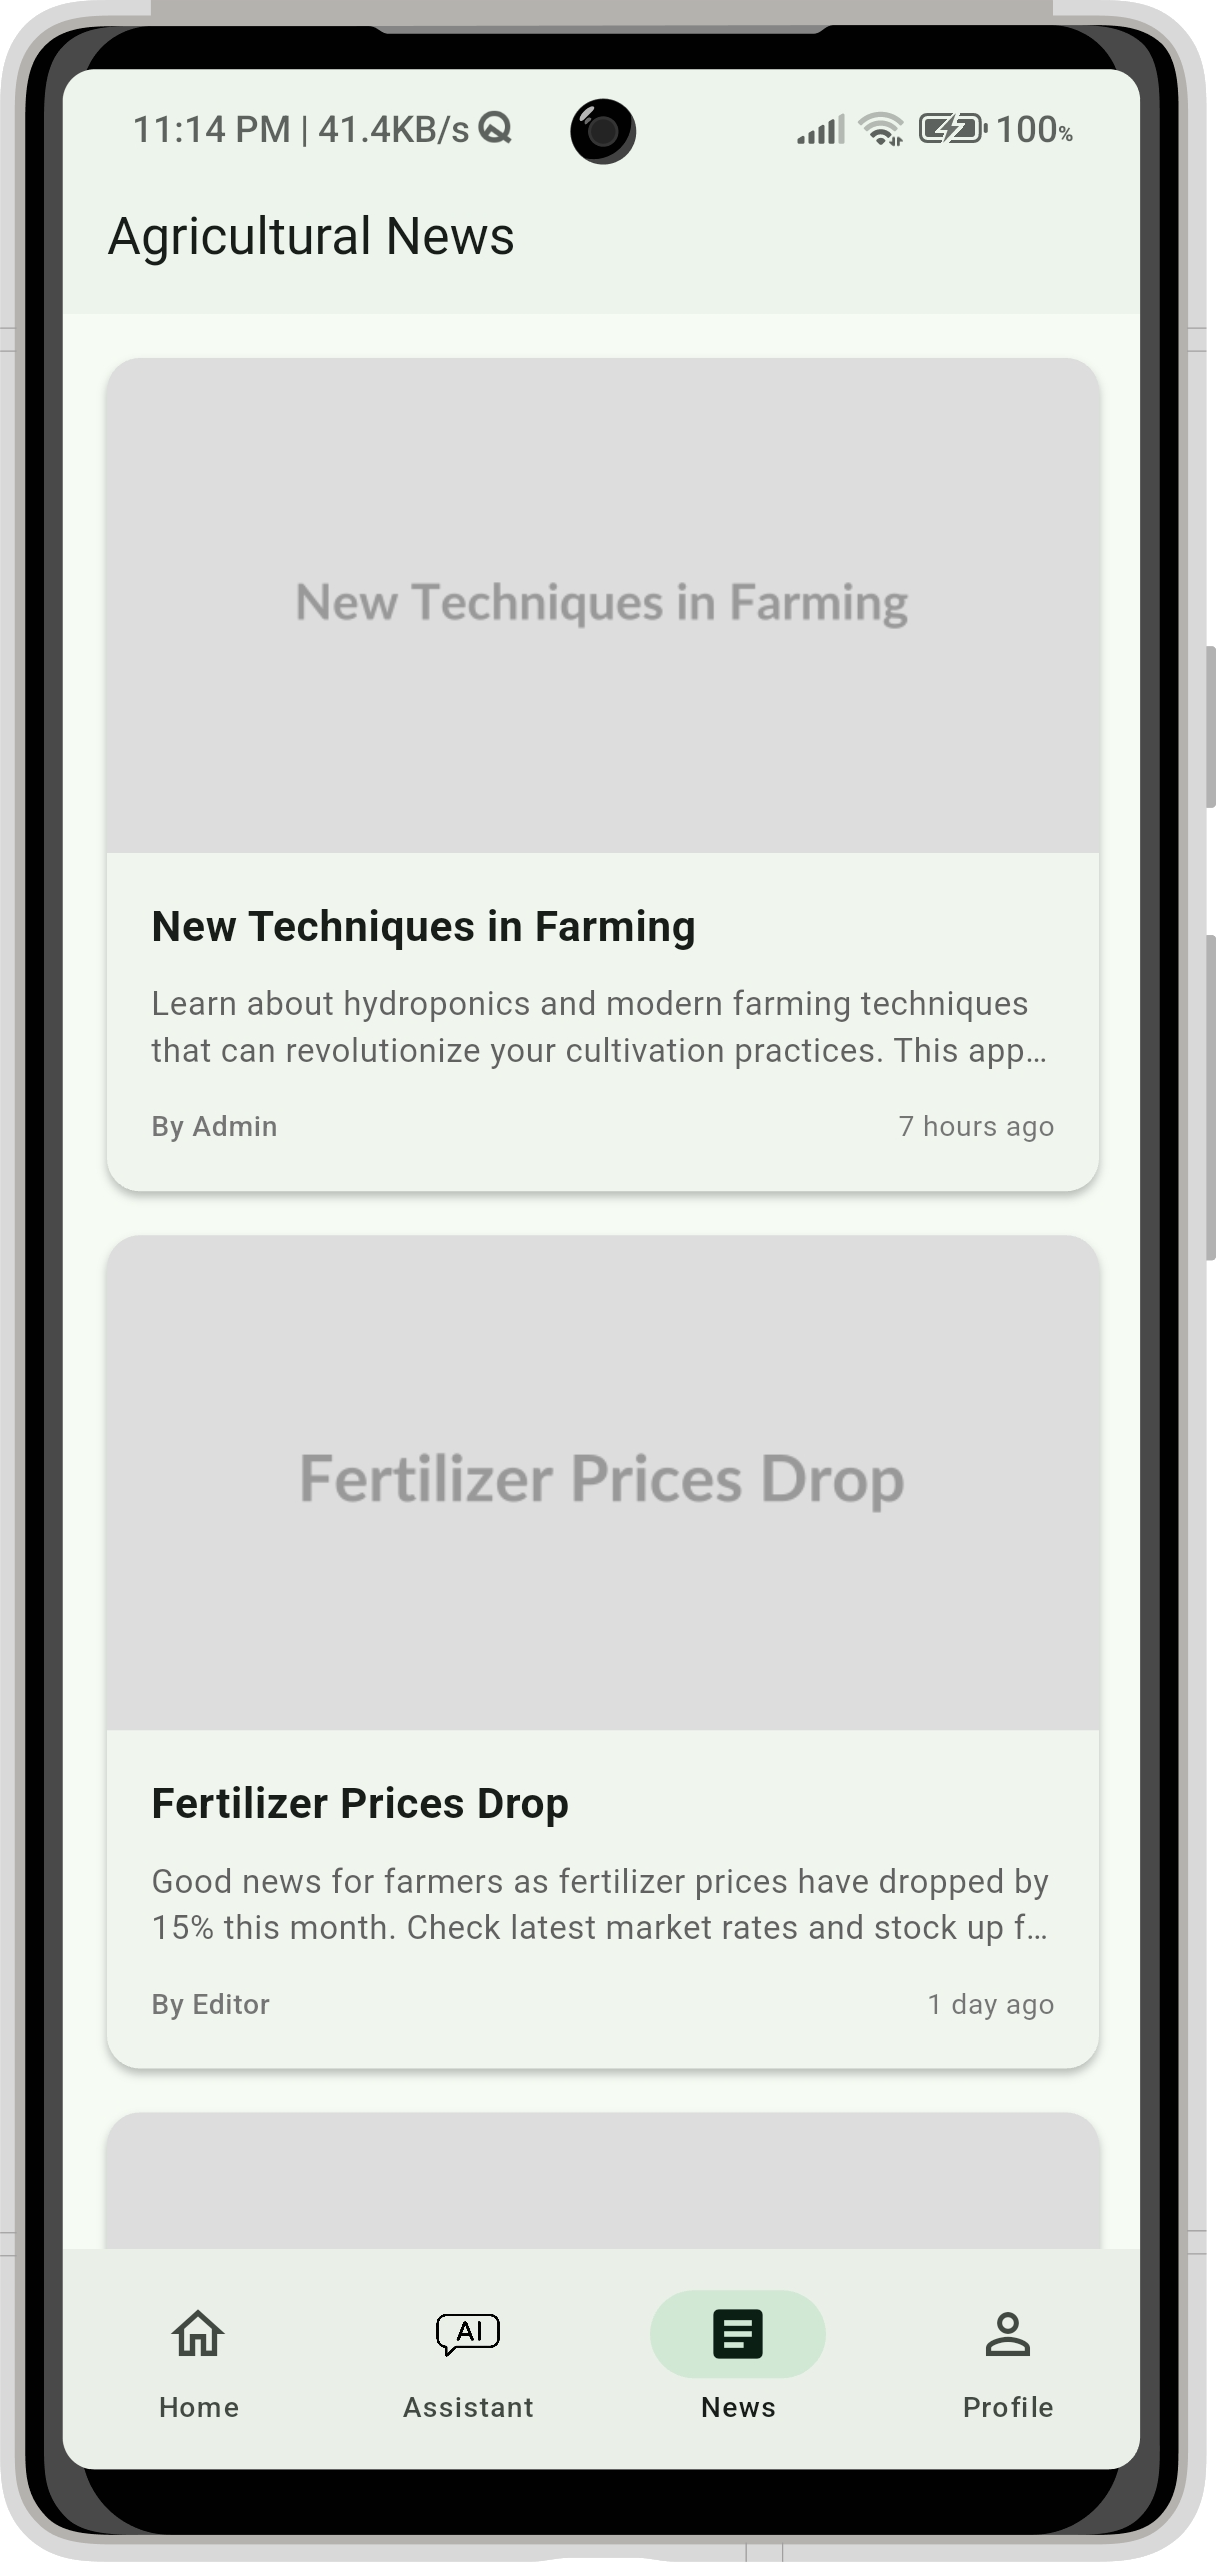 11:14 PM | 41.4KB/s
100%
Agricultural News
New Techniques in Farming
New Techniques in Farming
Learn about hydroponics and modern farming techniques
that can revolutionize your cultivation practices. This app…
By Admin 7 hours ago
Fertilizer Prices Drop
Fertilizer Prices Drop
Good news for farmers as fertilizer prices have dropped by
15% this month. Check latest market rates and stock up f…
By Editor 1 day ago
AI
Home Assistant News Profile